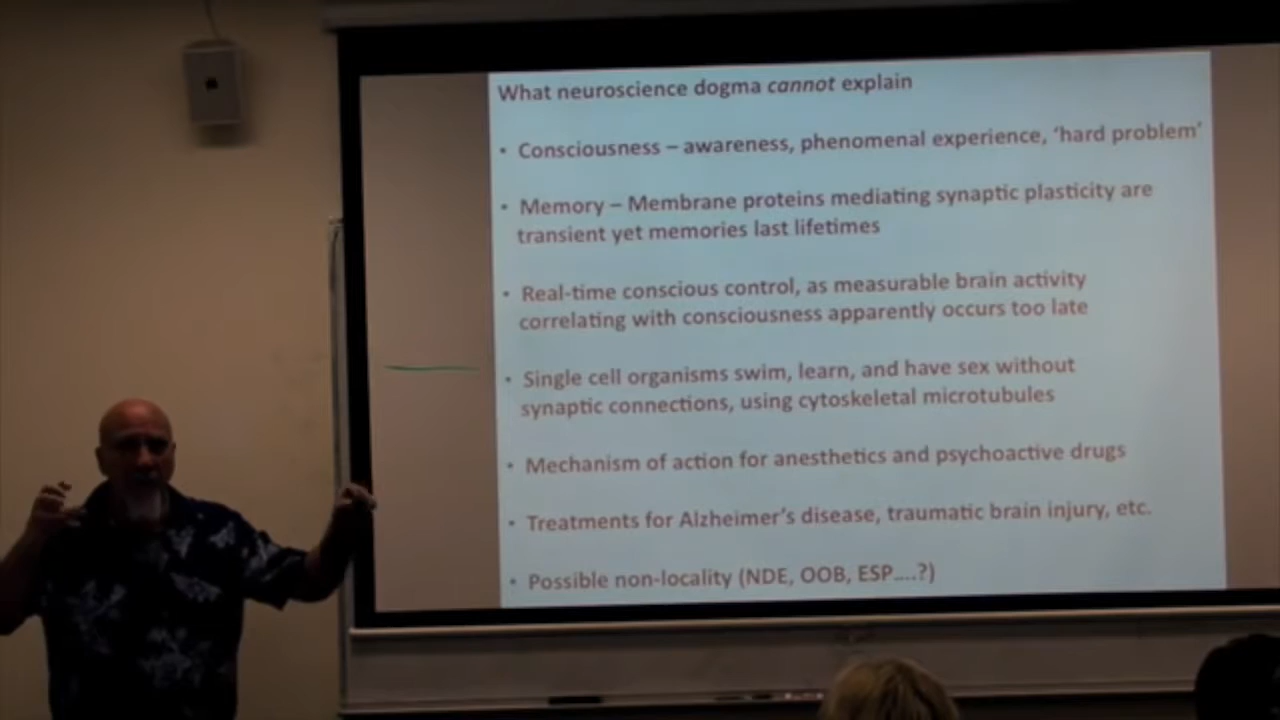 What neuroscience dogma cannot explain
• Consciousness – awareness, phenomenal experience, ‘hard problem’
• Memory – Membrane proteins mediating synaptic plasticity are
transient yet memories last lifetimes
• Real-time conscious control, as measurable brain activity
correlating with consciousness apparently occurs too late
• Single cell organisms swim, learn, and have sex without
synaptic connections, using cytoskeletal microtubules
• Mechanism of action for anesthetics and psychoactive drugs
• Treatments for Alzheimer’s disease, traumatic brain injury, etc.
• Possible non-locality (NDE, OOB, ESP....?)